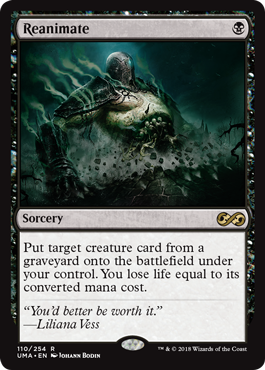 Reanimate
Sorcery
Put target creature card from a
graveyard onto the battlefield under
your control. You lose life equal to its
converted mana cost.
“You’d better be worth it.”
—Liliana Vess
110/254 R
UMA • EN Johann Bodin
™ & © 2018 Wizards of the Coast